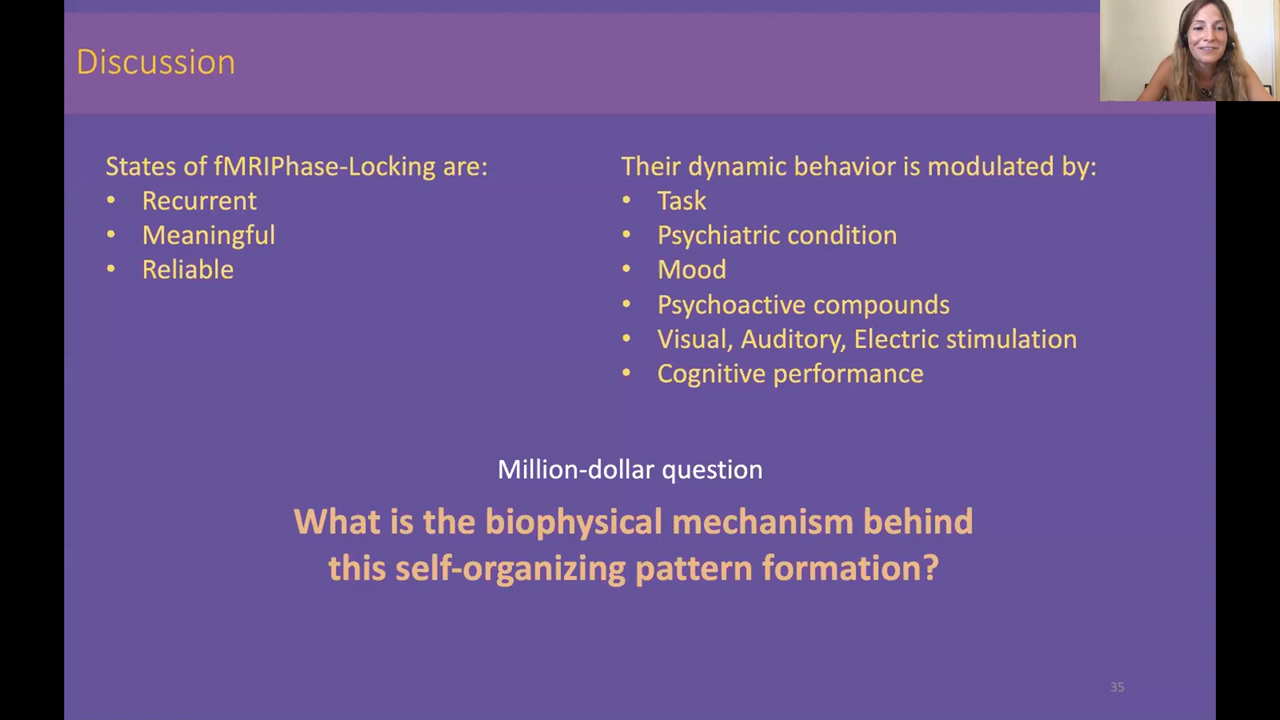 Discussion
States of fMRIPhase-Locking are:
• Recurrent
• Meaningful
• Reliable
Their dynamic behavior is modulated by:
• Task
• Psychiatric condition
• Mood
• Psychoactive compounds
• Visual, Auditory, Electric stimulation
• Cognitive performance
Million-dollar question
What is the biophysical mechanism behind
this self-organizing pattern formation?
35